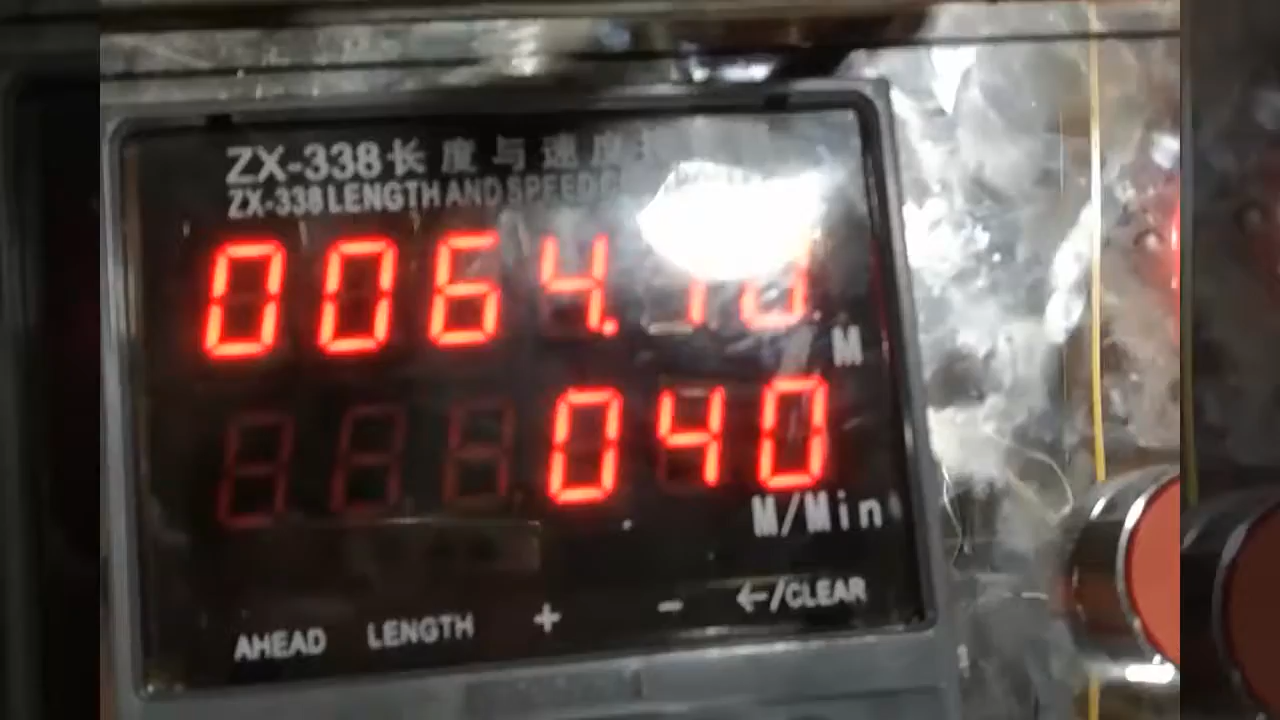 ZX-338长度与速度
ZX-338 LENGTH AND SPEED
0064.
M
040
M/Min
AHEAD LENGTH + - ←/CLEAR